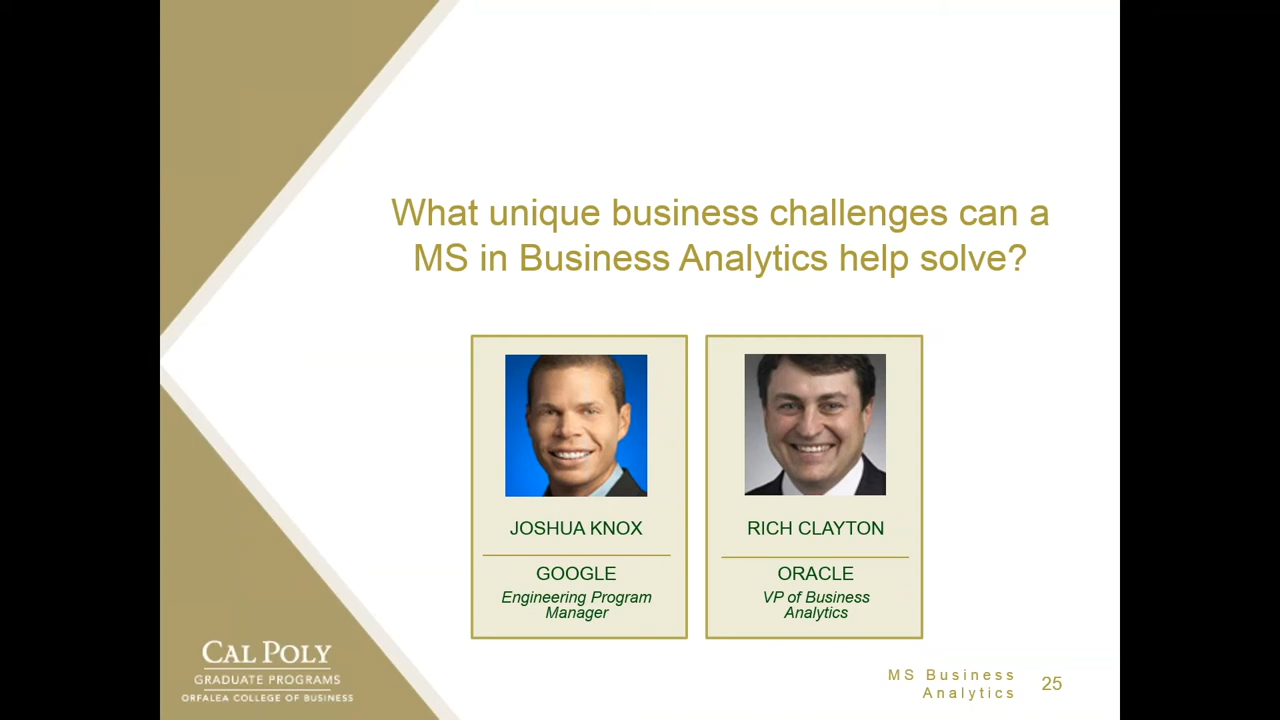 What unique business challenges can a
MS in Business Analytics help solve?
JOSHUA KNOX
GOOGLE
Engineering Program
Manager
RICH CLAYTON
ORACLE
VP of Business
Analytics
CAL POLY
GRADUATE PROGRAMS
ORFALEA COLLEGE OF BUSINESS
MS Business
Analytics
25